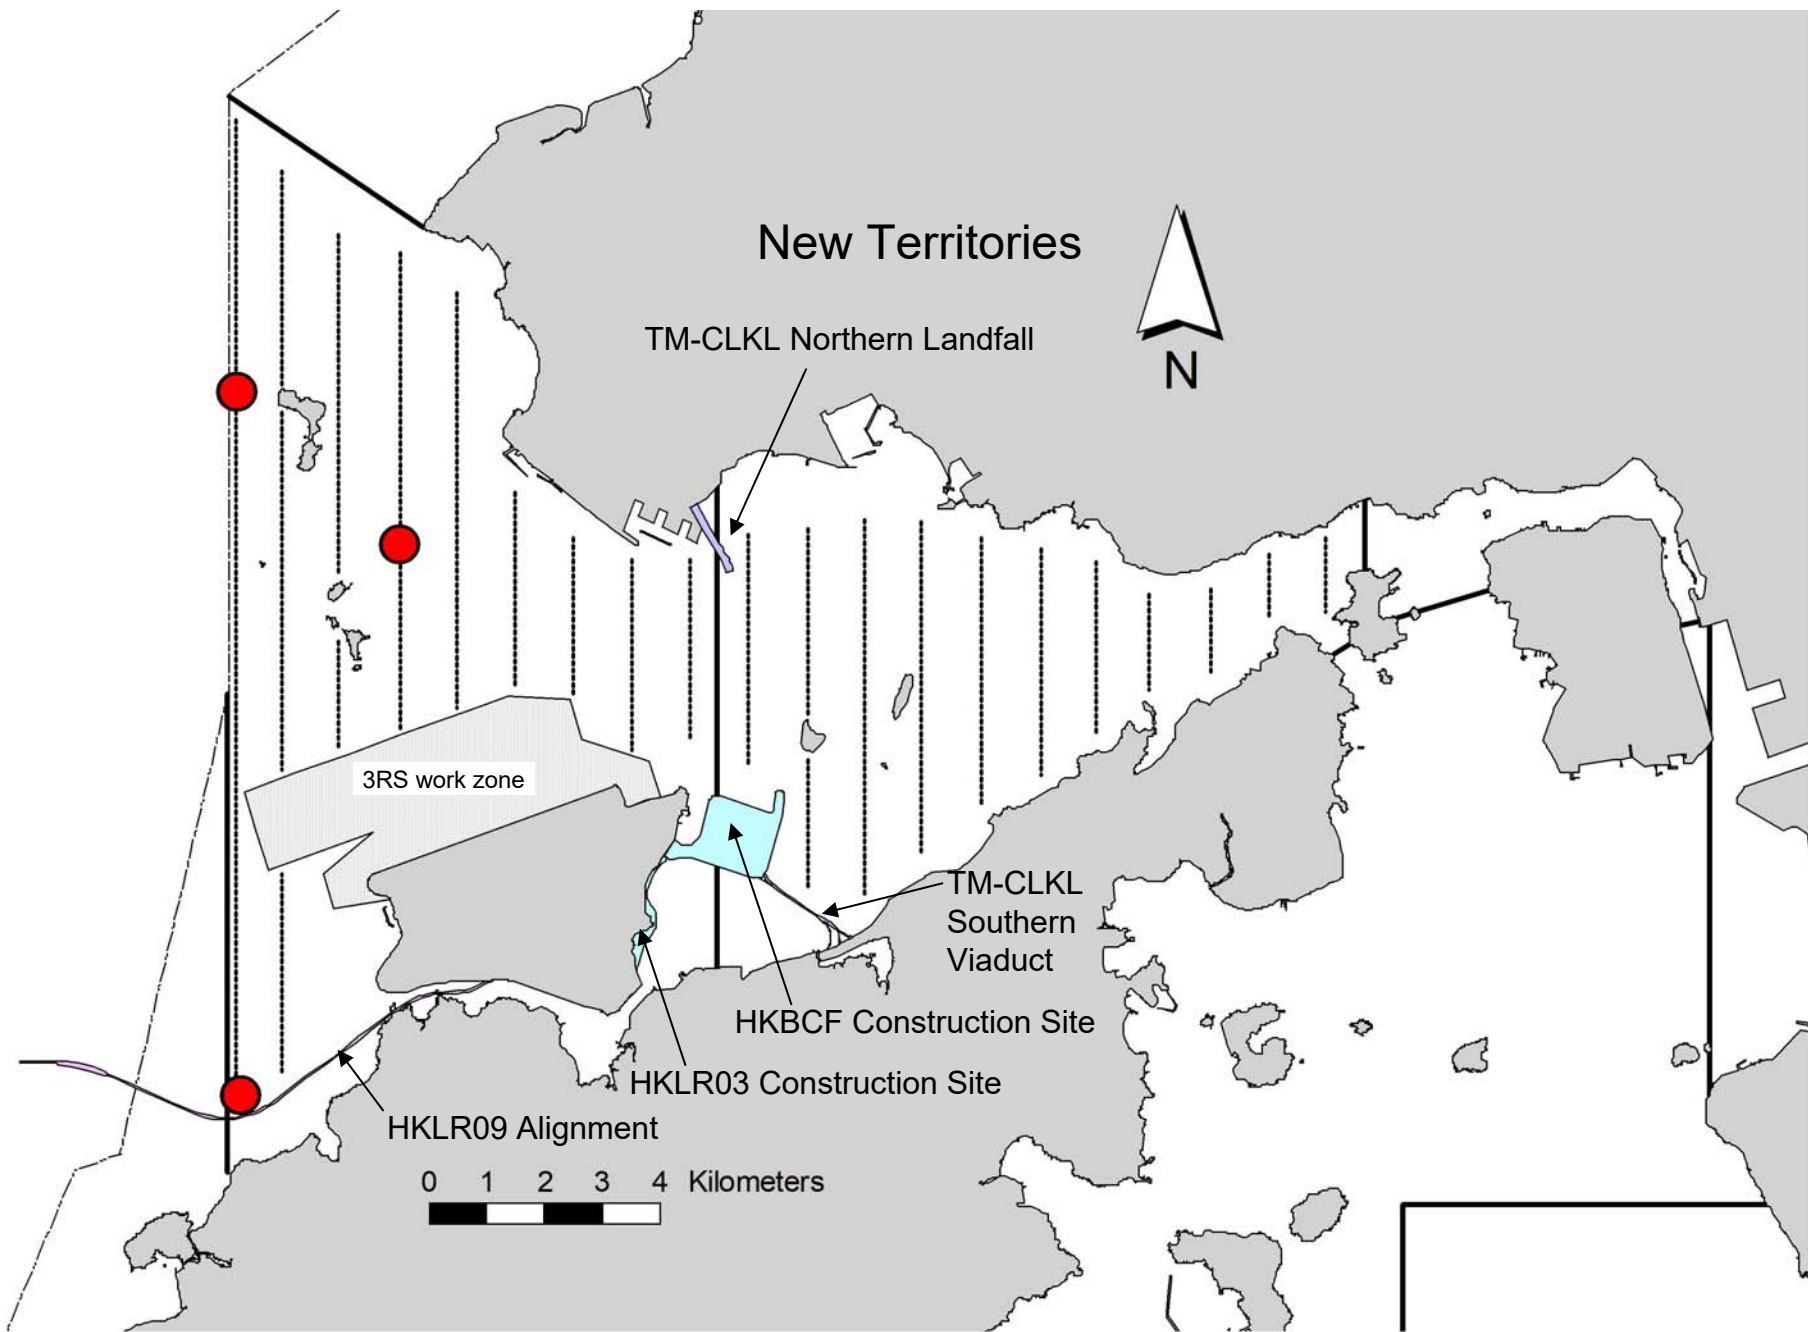 New Territories
TM-CLKL Northern Landfall
N
3RS work zone
TM-CLKL
Southern
Viaduct
HKBCF Construction Site
HKLR03 Construction Site
HKLR09 Alignment
0 1 2 3 4 Kilometers